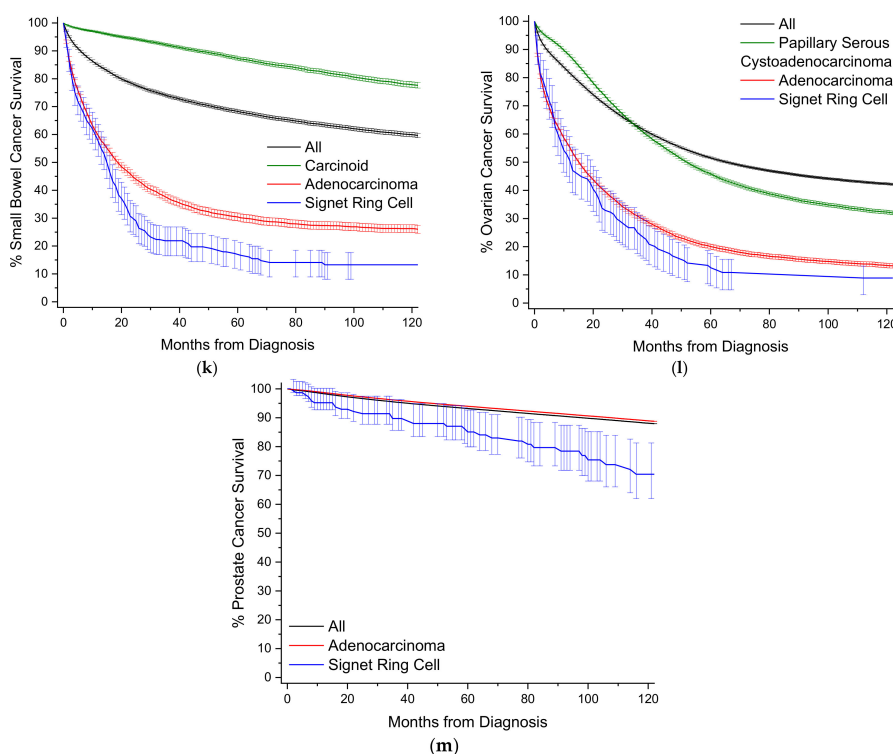 % Small Bowel Cancer Survival
100
90
80
70
60
50
40
30
20
10
0
All
Carcinoid
Adenocarcinoma
Signet Ring Cell
0 20 40 60 80 100 120
Months from Diagnosis
(k)
% Ovarian Cancer Survival
100
90
80
70
60
50
40
30
20
10
0
All
Papillary Serous
Cystoadenocarcinoma
Adenocarcinoma
Signet Ring Cell
0 20 40 60 80 100 120
Months from Diagnosis
(l)
% Prostate Cancer Survival
100
90
80
70
60
50
40
30
20
10
0
All
Adenocarcinoma
Signet Ring Cell
0 20 40 60 80 100 120
Months from Diagnosis
(m)